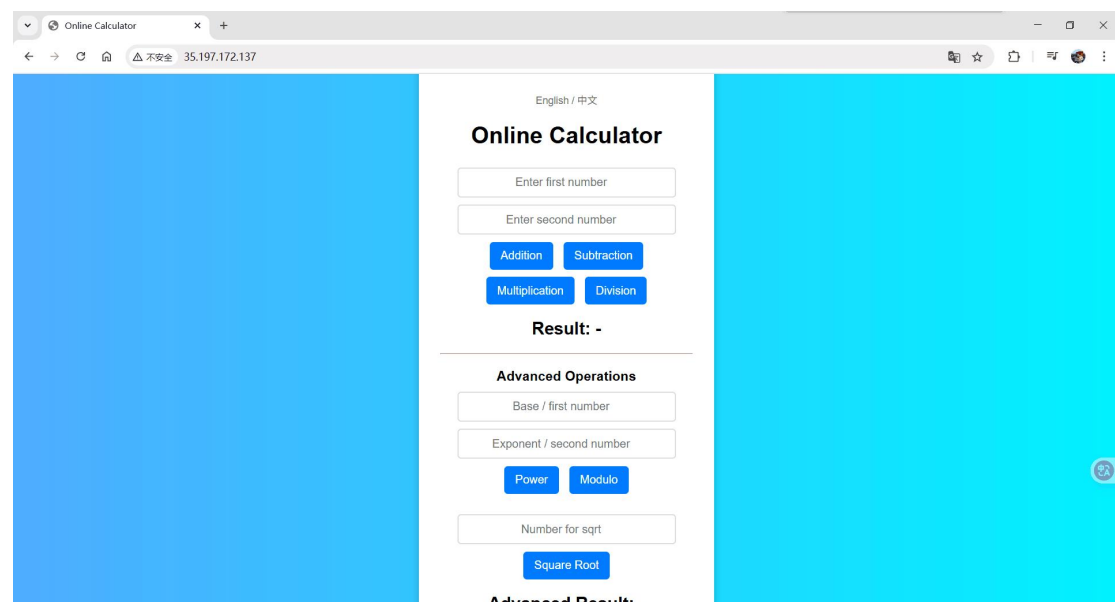 Online Calculator
不安全 35.197.172.137
English / 中文
Online Calculator
Enter first number
Enter second number
Addition Subtraction
Multiplication Division
Result: -
Advanced Operations
Base / first number
Exponent / second number
Power Modulo
Number for sqrt
Square Root
Advanced Result: